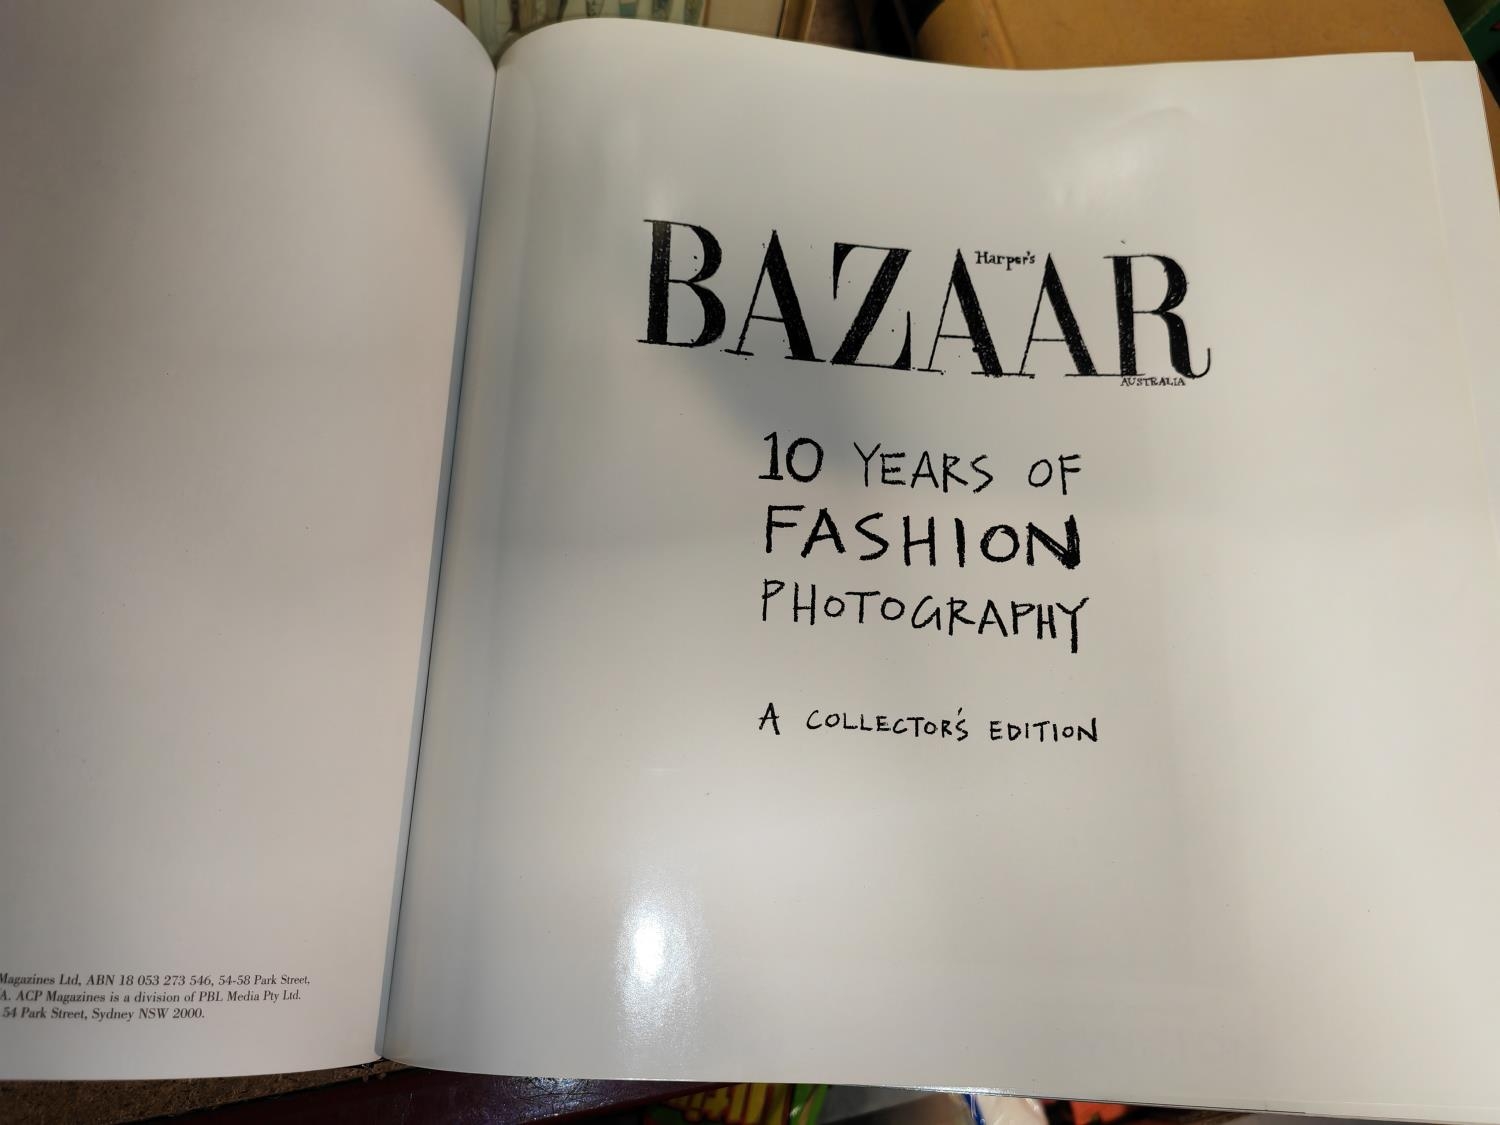 Magazines Ltd, ABN 18 053 273 546, 54-58 Park Street,
A. ACP Magazines is a division of PBL Media Pty Ltd.
54 Park Street, Sydney NSW 2000.
Harper's
BAZAAR
AUSTRALIA
10 YEARS OF
FASHION
PHOTOGRAPHY
A COLLECTOR'S EDITION